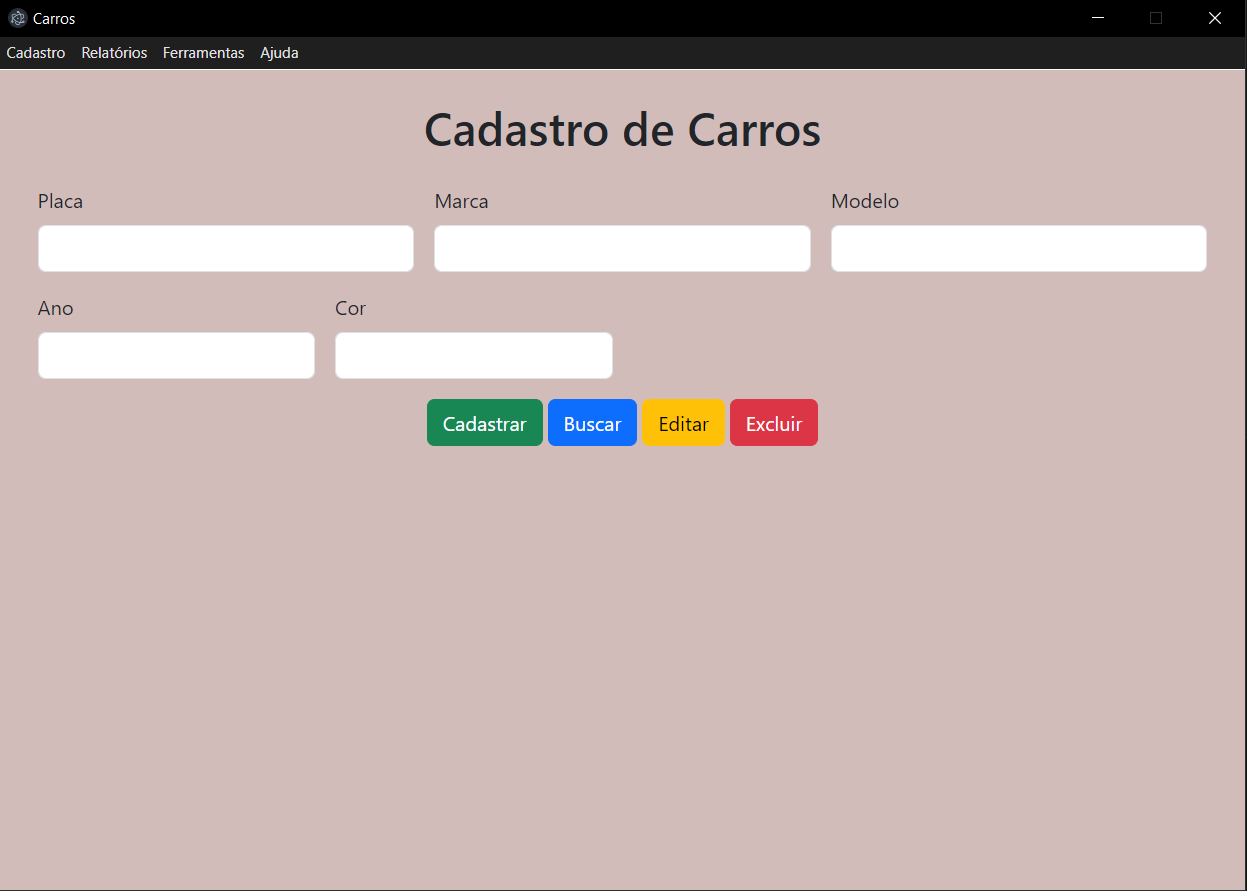 Carros
Cadastro Relatórios Ferramentas Ajuda
Cadastro de Carros
Placa Marca Modelo
Ano Cor
Cadastrar Buscar Editar Excluir